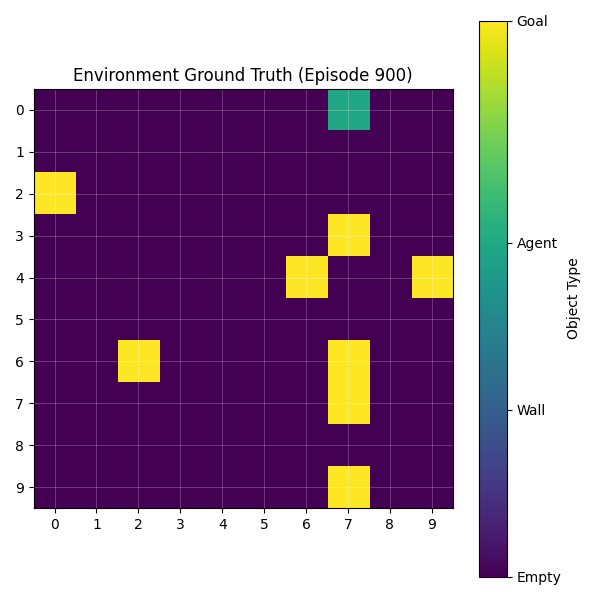 Environment Ground Truth (Episode 900)
0
1
2
3
4
5
6
7
8
9
0 1 2 3 4 5 6 7 8 9
Goal
Agent
Wall
Empty
Object Type